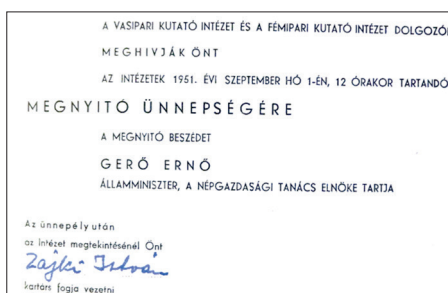 A VASIPARI KUTATÓ INTÉZET ÉS A FÉMIPARI KUTATÓ INTÉZET DOLGOZÓI
MEGHIVJÁK ÖNT
AZ INTÉZETEK 1951. ÉVI SZEPTEMBER HÓ 1-ÉN, 12 ÓRAKOR TARTANDÓ
MEGNYITÓ ÜNNEPSÉGÉRE
A MEGNYITÓ BESZÉDET
GERŐ ERNŐ
ÁLLAMMINISZTER, A NÉPGAZDASÁGI TANÁCS ELNÖKE TARTJA
Az ünnepély után
az intézet megtekintésénél Önt
Zajki István
kartárs fogja vezetni